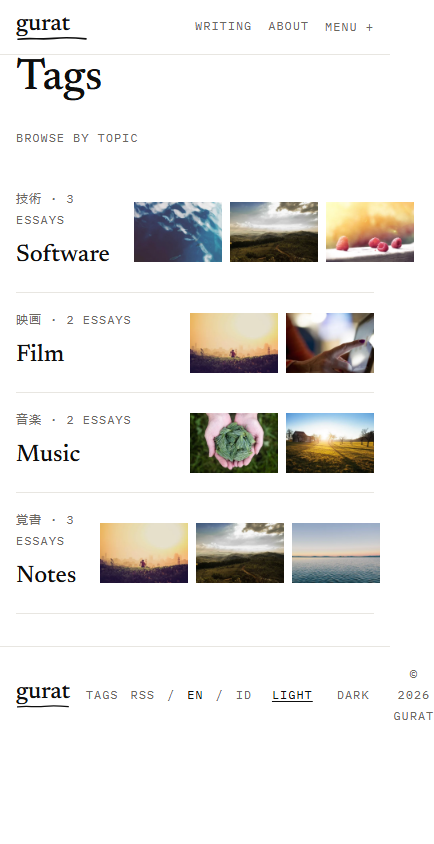 gurat
WRITING ABOUT MENU +
Tags
BROWSE BY TOPIC
技術 · 3
ESSAYS
Software
映画 · 2 ESSAYS
Film
音楽 · 2 ESSAYS
Music
覚書 · 3
ESSAYS
Notes
gurat
TAGS RSS / EN / ID LIGHT DARK
©
2026
GURAT